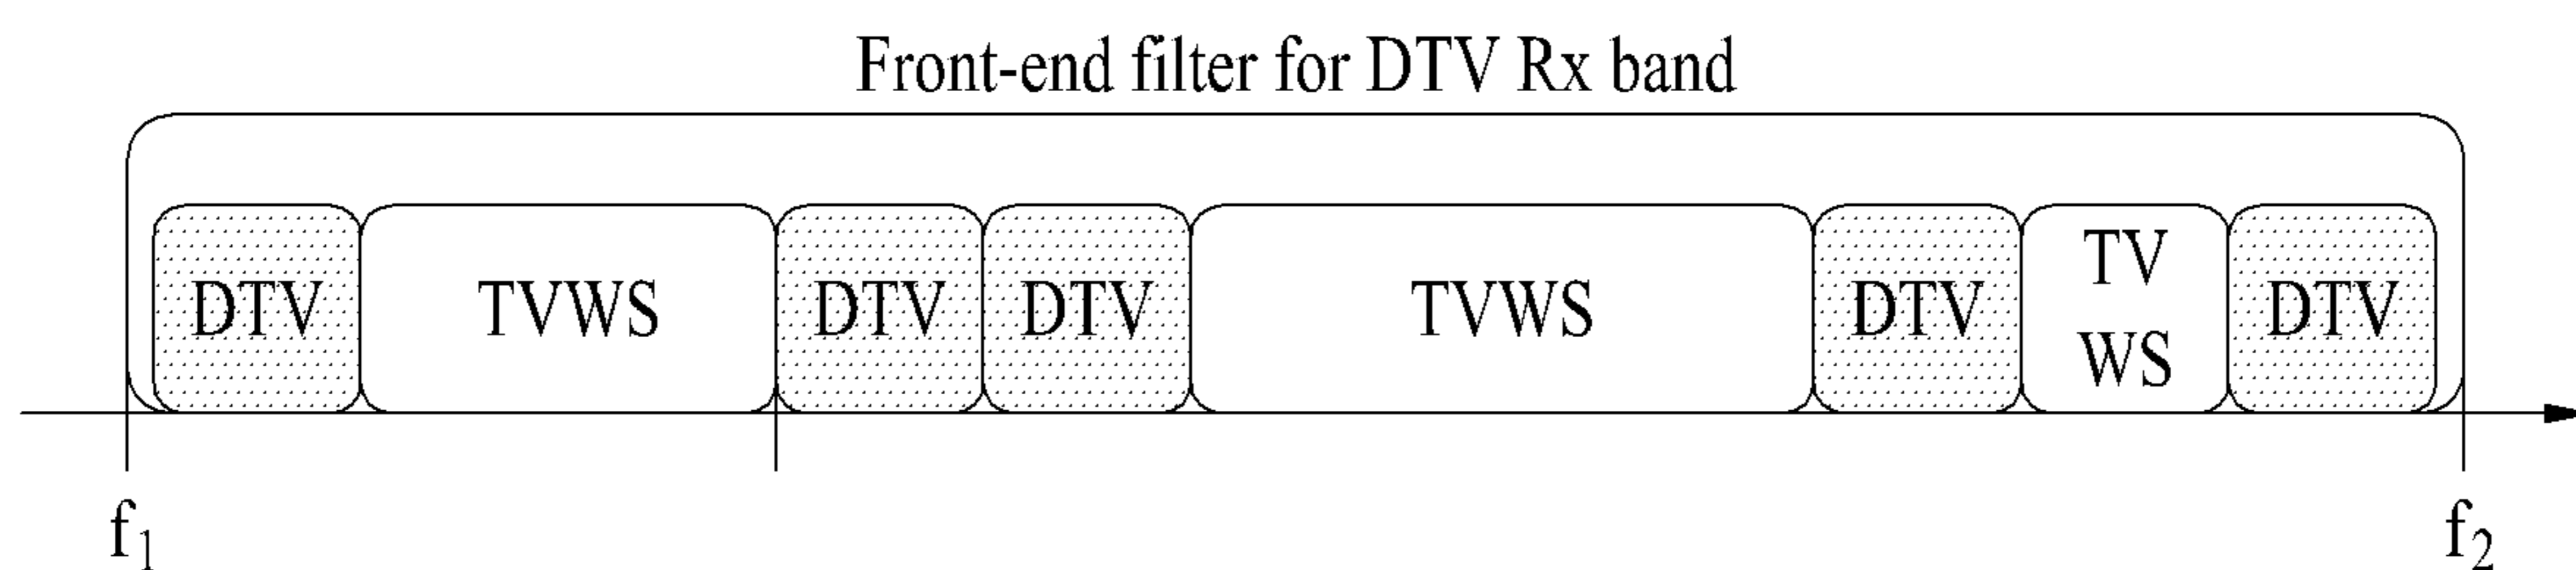 Front-end filter for DTV Rx band
DTV
TVWS
DTV
DTV
TVWS
DTV
TV
WS
DTV
f1
f2